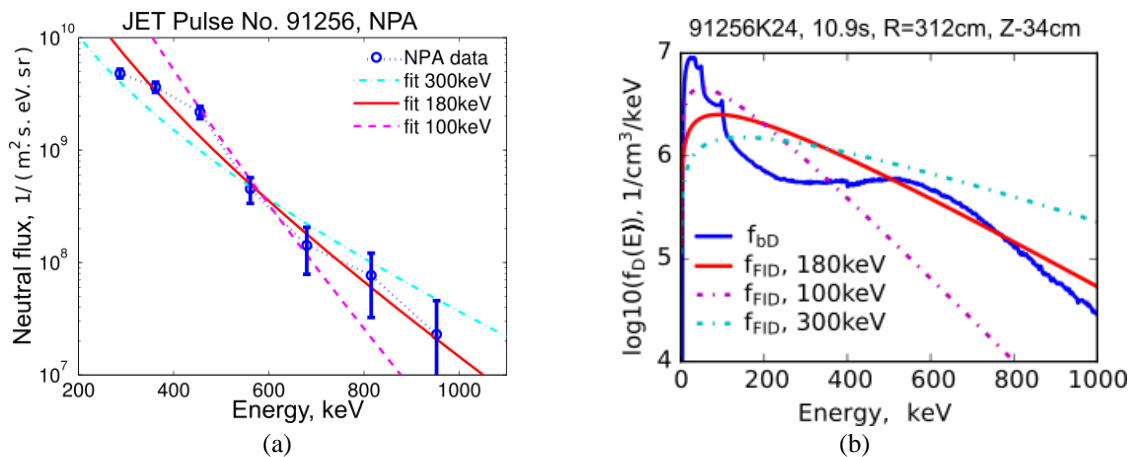 JET Pulse No. 91256, NPA
10^10
10^9
10^8
10^7
Neutral flux, 1/ ( m^2 s. eV. sr )
NPA data
fit 300keV
fit 180keV
fit 100keV
200 400 600 800 1000
Energy, keV
(a)
91256K24, 10.9s, R=312cm, Z-34cm
7
6
5
4
log10(f_D(E)), 1/cm^3/keV
f_bD
f_FID, 180keV
f_FID, 100keV
f_FID, 300keV
0 200 400 600 800 1000
Energy, keV
(b)